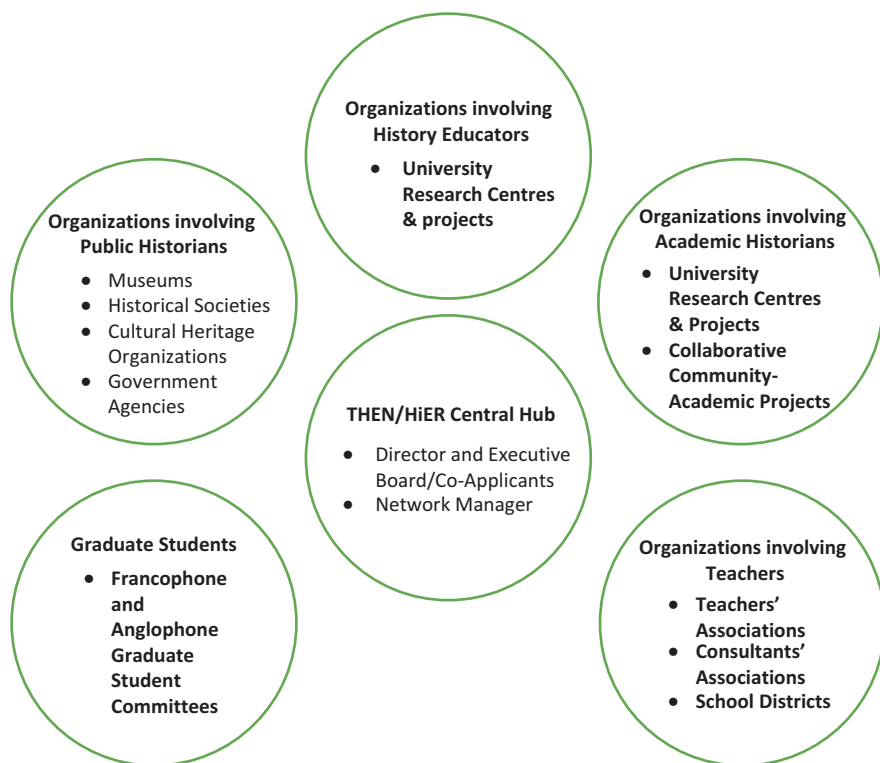 Organizations involving
History Educators
• University
Research Centres
& projects
Organizations involving
Public Historians
• Museums
• Historical Societies
• Cultural Heritage
Organizations
• Government
Agencies
Organizations involving
Academic Historians
• University
Research Centres
& Projects
• Collaborative
Community-
Academic Projects
THEN/HiER Central Hub
• Director and Executive
Board/Co-Applicants
• Network Manager
Graduate Students
• Francophone
and
Anglophone
Graduate
Student
Committees
Organizations involving
Teachers
• Teachers’
Associations
• Consultants’
Associations
• School Districts